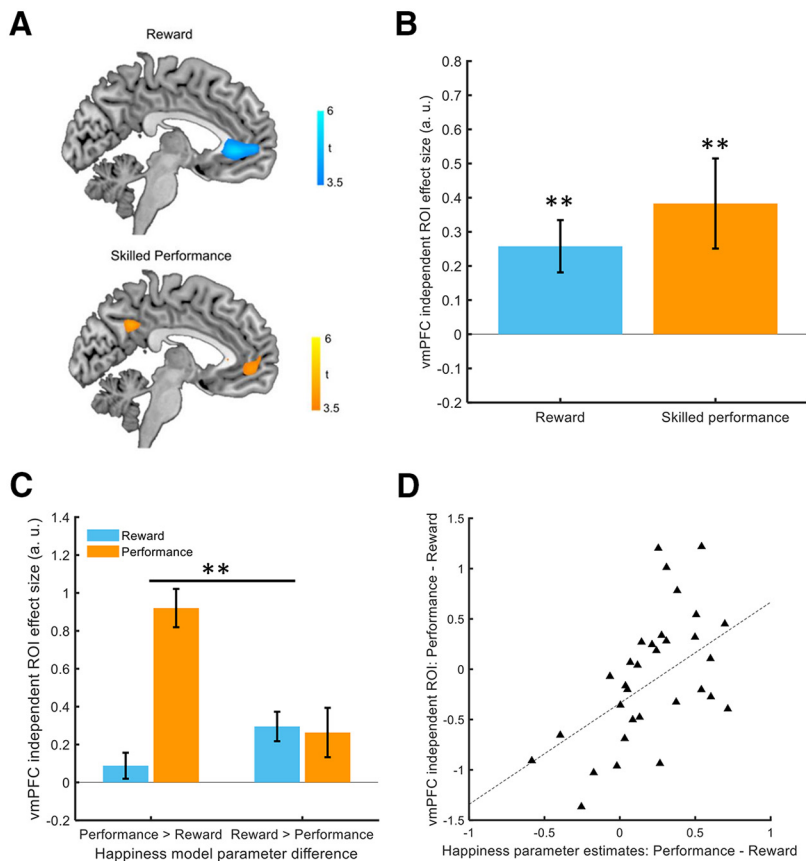 A
Reward
6
t
3.5
Skilled Performance
6
t
3.5
B
vmPFC independent ROI effect size (a. u.)
0.8
0.7
0.6
0.5
0.4
0.3
0.2
0.1
0
-0.1
-0.2
**
**
Reward Skilled performance
C
vmPFC independent ROI effect size (a. u.)
1.4
1.2
1
0.8
0.6
0.4
0.2
0
-0.2
Reward
Performance
**
Performance > Reward Reward > Performance
Happiness model parameter difference
D
vmPFC independent ROI: Performance - Reward
1.5
1
0.5
0
-0.5
-1
-1.5
-1 -0.5 0 0.5 1
Happiness parameter estimates: Performance - Reward